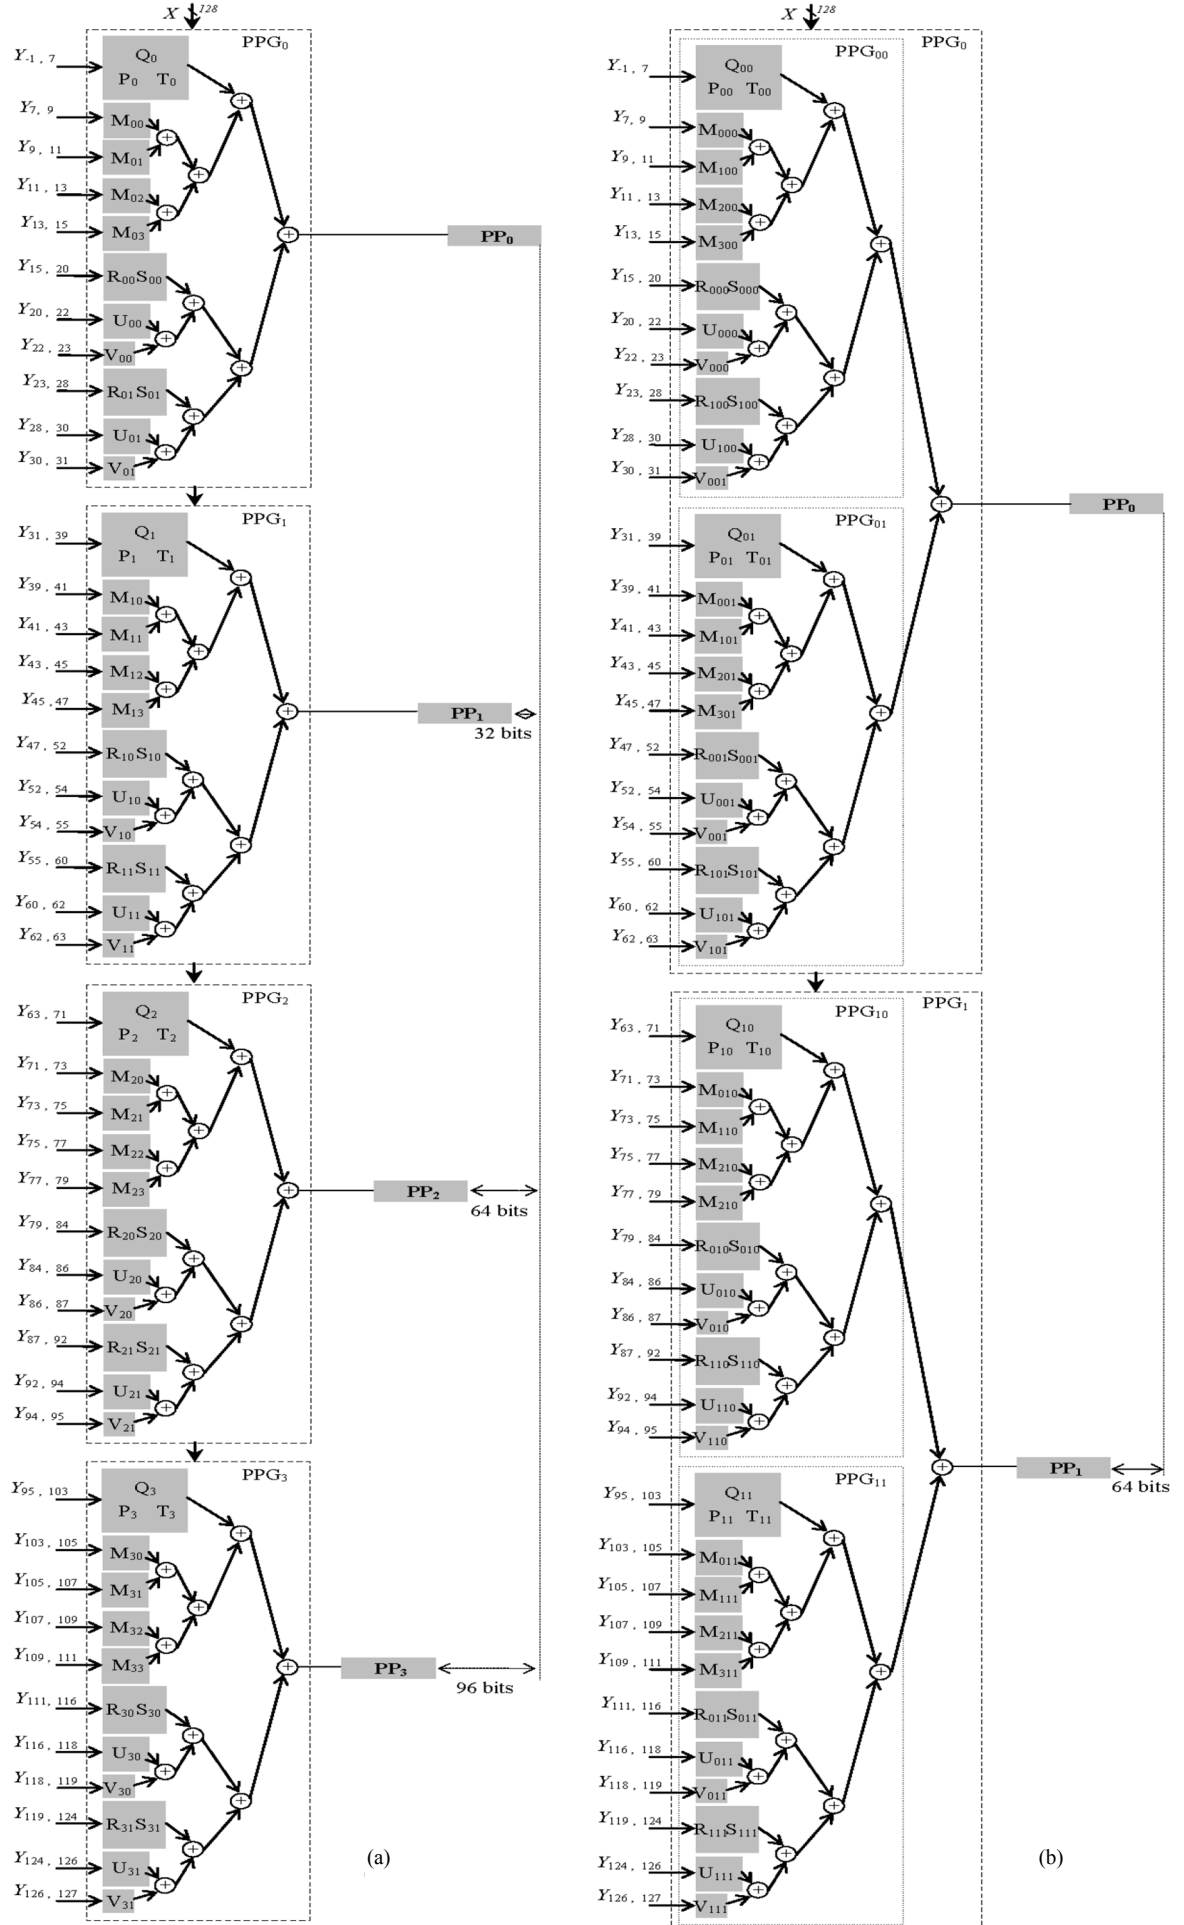 X 128
PPG0
Y-1, 7
Q0
P0 T0
Y7, 9
M00
Y9, 11
M01
Y11, 13
M02
Y13, 15
M03
PP0
Y15, 20
R00S00
Y20, 22
U00
Y22, 23
V00
Y23, 28
R01S01
Y28, 30
U01
Y30, 31
V01
PPG1
Y31, 39
Q1
P1 T1
Y39, 41
M10
Y41, 43
M11
Y43, 45
M12
Y45, 47
M13
PP1
32 bits
Y47, 52
R10S10
Y52, 54
U10
Y54, 55
V10
Y55, 60
R11S11
Y60, 62
U11
Y62, 63
V11
PPG2
Y63, 71
Q2
P2 T2
Y71, 73
M20
Y73, 75
M21
Y75, 77
M22
Y77, 79
M23
PP2
64 bits
Y79, 84
R20S20
Y84, 86
U20
Y86, 87
V20
Y87, 92
R21S21
Y92, 94
U21
Y94, 95
V21
PPG3
Y95, 103
Q3
P3 T3
Y103, 105
M30
Y105, 107
M31
Y107, 109
M32
Y109, 111
M33
PP3
96 bits
Y111, 116
R30S30
Y116, 118
U30
Y118, 119
V30
Y119, 124
R31S31
Y124, 126
U31
Y126, 127
V31
(a)
X 128
PPG00
PPG0
Y-1, 7
Q00
P00 T00
Y7, 9
M000
Y9, 11
M100
Y11, 13
M200
Y13, 15
M300
Y15, 20
R000S000
Y20, 22
U000
Y22, 23
V000
Y23, 28
R100S100
Y28, 30
U100
Y30, 31
V001
PP0
PPG01
Y31, 39
Q01
P01 T01
Y39, 41
M001
Y41, 43
M101
Y43, 45
M201
Y45, 47
M301
Y47, 52
R001S001
Y52, 54
U001
Y54, 55
V001
Y55, 60
R101S101
Y60, 62
U101
Y62, 63
V101
PPG10
PPG1
Y63, 71
Q10
P10 T10
Y71, 73
M010
Y73, 75
M110
Y75, 77
M210
Y77, 79
M210
Y79, 84
R010S010
Y84, 86
U010
Y86, 87
V010
Y87, 92
R110S110
Y92, 94
U110
Y94, 95
V110
PP1
64 bits
PPG11
Y95, 103
Q11
P11 T11
Y103, 105
M011
Y105, 107
M111
Y107, 109
M211
Y109, 111
M311
Y111, 116
R011S011
Y116, 118
U011
Y118, 119
V011
Y119, 124
R111S111
Y124, 126
U111
Y126, 127
V111
(b)